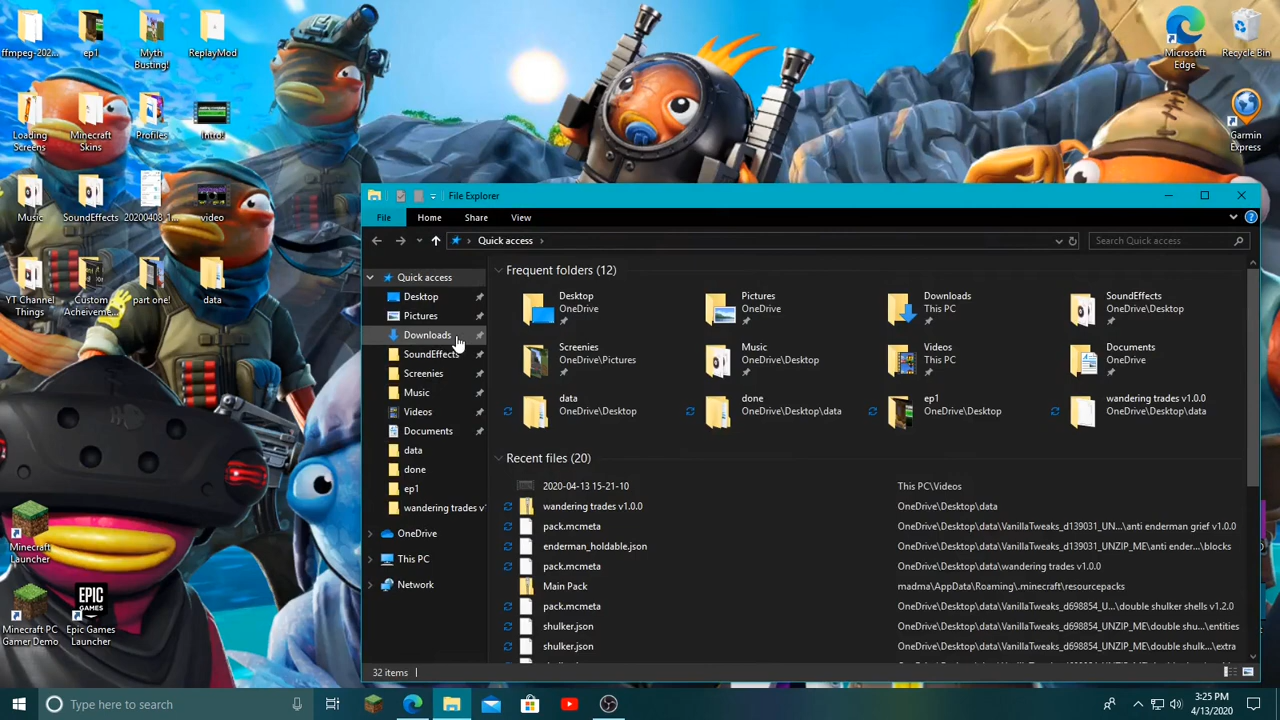 ffmpeg-202...
ep1
Myth
Busting!
ReplayMod
Microsoft
Edge
Recycle Bin
Loading
Screens
Minecraft
Skins
Profiles
Intro!
Garmin
Express
Music
SoundEffects
20200408_1...
video
YT Channel
Things
Custom
Acheiveme...
part one!
data
Minecraft
Launcher
Minecraft PC
Gamer Demo
EPIC
GAMES
Epic Games
Launcher
File Explorer
File
Home
Share
View
Quick access
Search Quick access
Quick access
Desktop
Pictures
Downloads
SoundEffects
Screenies
Music
Videos
Documents
data
done
ep1
wandering trades v
OneDrive
This PC
Network
Frequent folders (12)
Desktop
OneDrive
Pictures
OneDrive
Downloads
This PC
SoundEffects
OneDrive\Desktop
Screenies
OneDrive\Pictures
Music
OneDrive\Desktop
Videos
This PC
Documents
OneDrive
data
OneDrive\Desktop
done
OneDrive\Desktop\data
ep1
OneDrive\Desktop
wandering trades v1.0.0
OneDrive\Desktop\data
Recent files (20)
2020-04-13 15-21-10 This PC\Videos
wandering trades v1.0.0 OneDrive\Desktop\data
pack.mcmeta OneDrive\Desktop\data\VanillaTweaks_d139031_UN...\anti enderman grief v1.0.0
enderman_holdable.json OneDrive\Desktop\data\VanillaTweaks_d139031_UNZIP_ME\anti ender...\blocks
pack.mcmeta OneDrive\Desktop\data\wandering trades v1.0.0
Main Pack madma\AppData\Roaming\.minecraft\resourcepacks
pack.mcmeta OneDrive\Desktop\data\VanillaTweaks_d698854_U...\double shulker shells v1.2.0
shulker.json OneDrive\Desktop\data\VanillaTweaks_d698854_UNZIP_ME\double shu...\entities
shulker.json OneDrive\Desktop\data\VanillaTweaks_d698854_UNZIP_ME\double shu...\extra
32 items
Type here to search
3:25 PM
4/13/2020